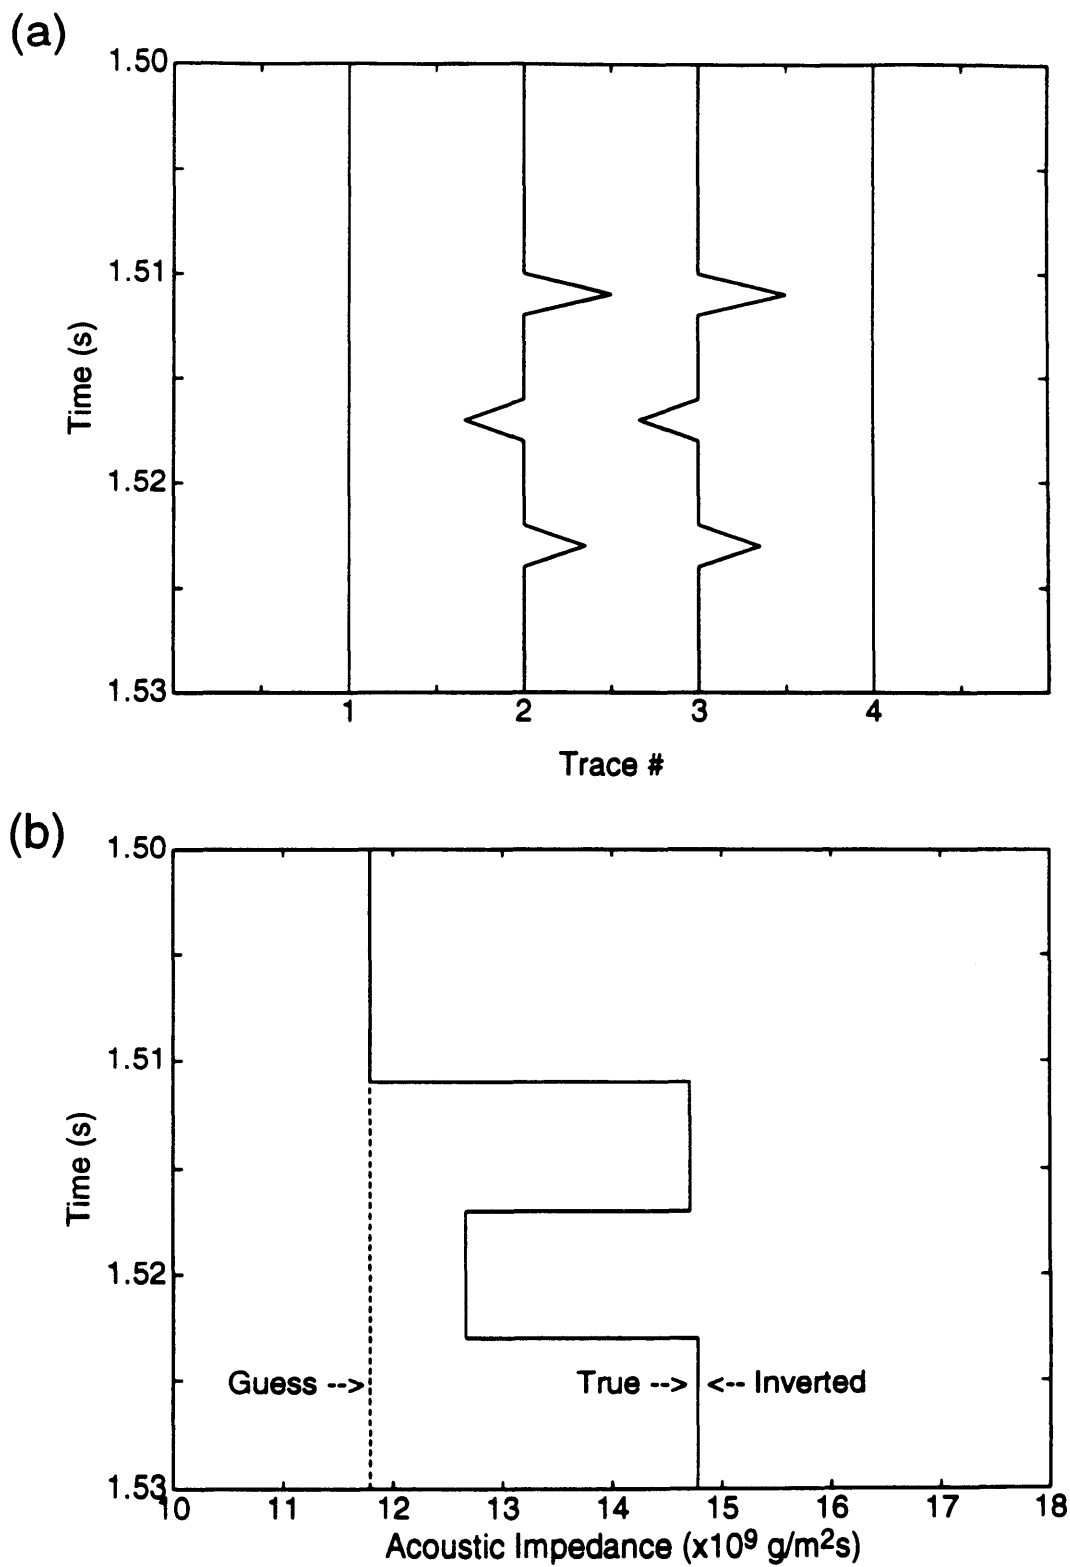 (a)
1.50
1.51
1.52
1.53
Time (s)
1 2 3 4
Trace #
(b)
1.50
1.51
1.52
1.53
Time (s)
Guess -->
True --> <-- Inverted
10 11 12 13 14 15 16 17 18
Acoustic Impedance (x10⁹ g/m²s)